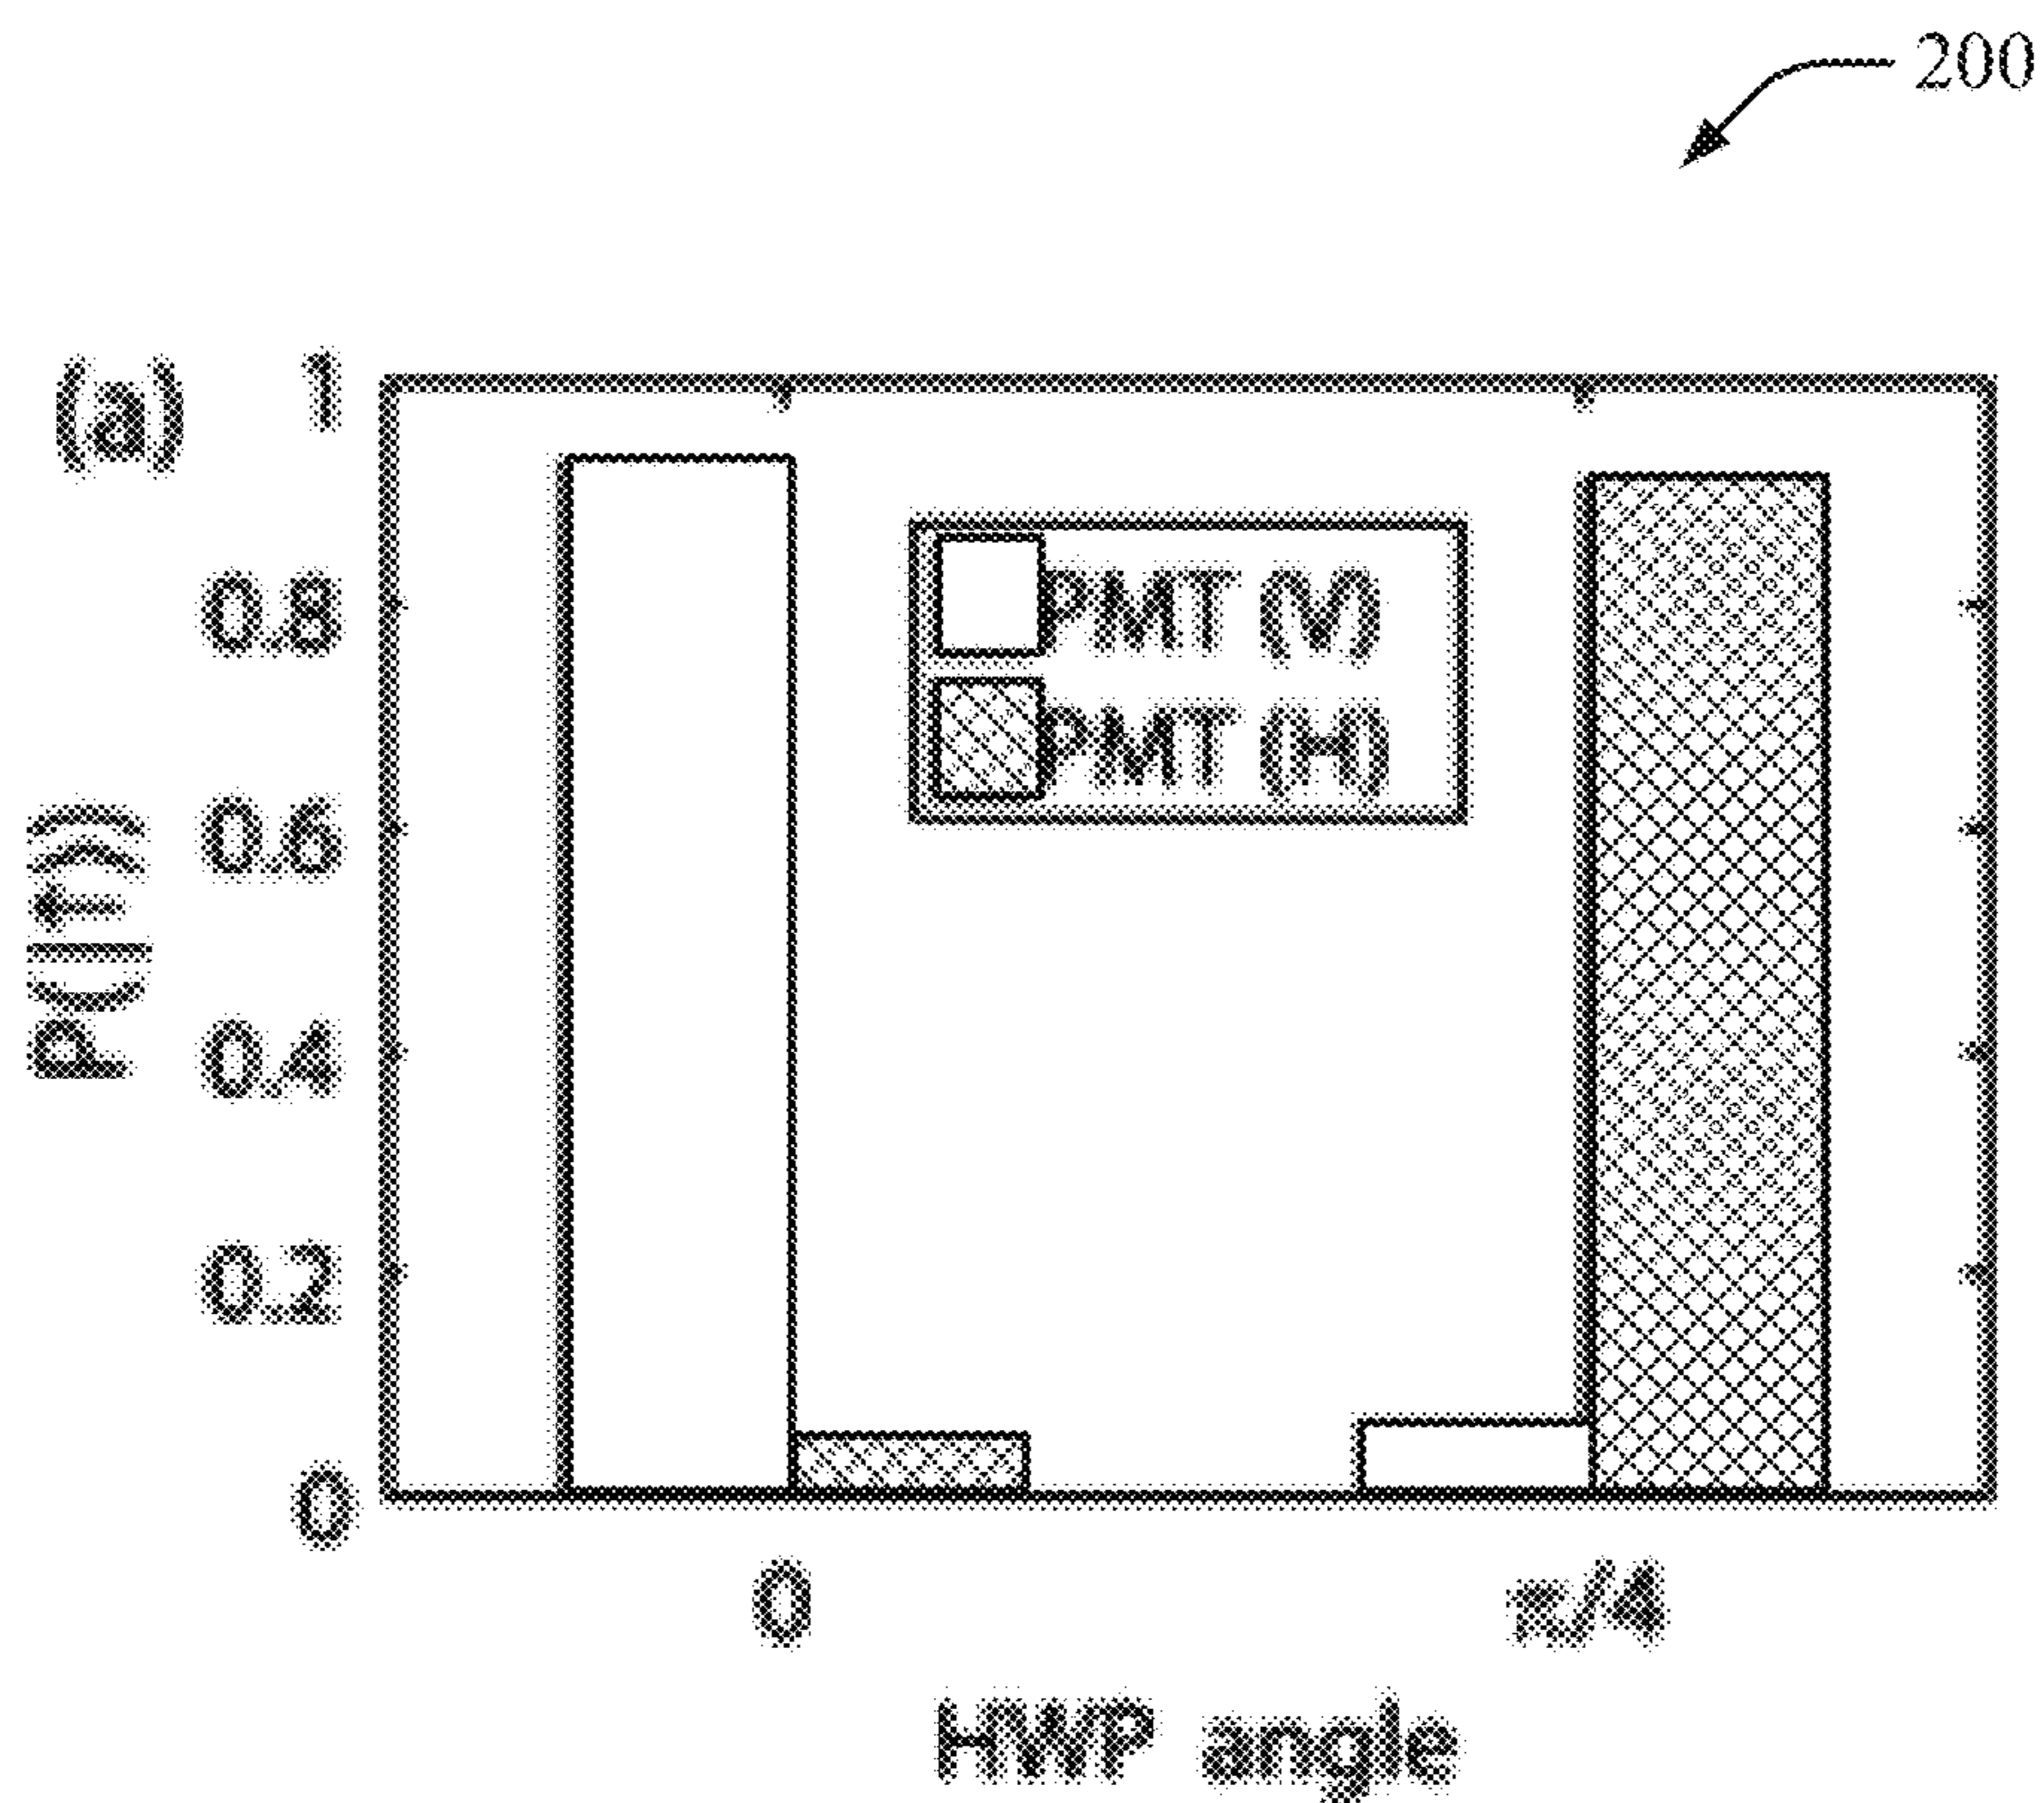 200
(a)
1
0.8
0.6
0.4
0.2
0
P(|↑⟩)
PMT (V)
PMT (H)
0
π/4
HWP angle